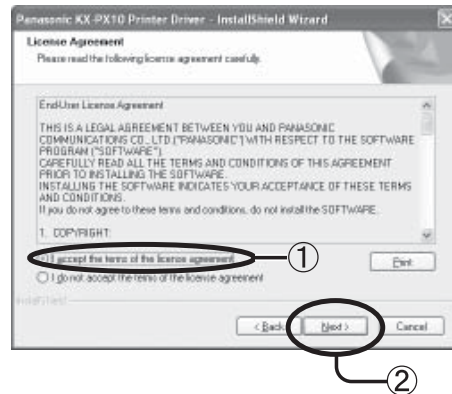 Panasonic KX-PX10 Printer Driver - InstallShield Wizard
License Agreement
Please read the following license agreement carefully.
End-User License Agreement
THIS IS A LEGAL AGREEMENT BETWEEN YOU AND PANASONIC
COMMUNICATIONS CO., LTD.("PANASONIC") WITH RESPECT TO THE SOFTWARE
PROGRAM ("SOFTWARE").
CAREFULLY READ ALL THE TERMS AND CONDITIONS OF THIS AGREEMENT
PRIOR TO INSTALLING THE SOFTWARE.
INSTALLING THE SOFTWARE INDICATES YOUR ACCEPTANCE OF THESE TERMS
AND CONDITIONS.
If you do not agree to these terms and conditions, do not install the SOFTWARE.
1. COPYRIGHT:
I accept the terms of the license agreement
①
Print
I do not accept the terms of the license agreement
InstallShield
< Back
Next >
Cancel
②